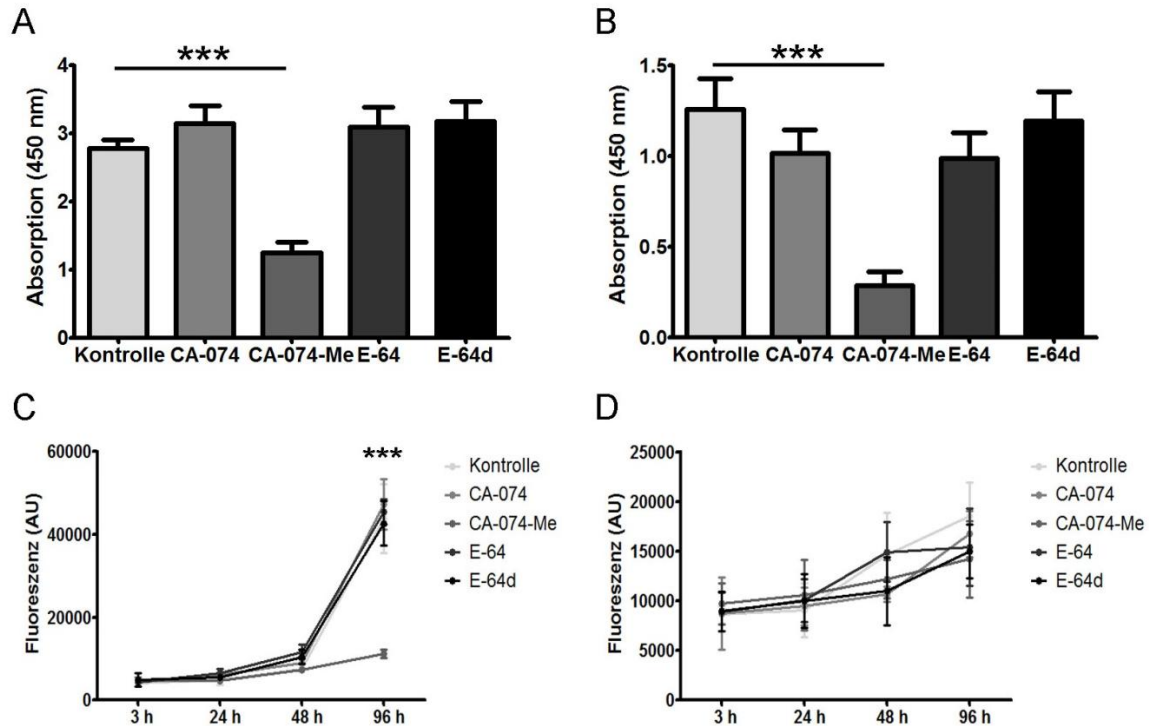 A
***
Absorption (450 nm)
4
3
2
1
0
Kontrolle CA-074 CA-074-Me E-64 E-64d
B
***
Absorption (450 nm)
1.5
1.0
0.5
0.0
Kontrolle CA-074 CA-074-Me E-64 E-64d
C
***
Fluoreszenz (AU)
60000
40000
20000
0
3 h 24 h 48 h 96 h
Kontrolle
CA-074
CA-074-Me
E-64
E-64d
D
Fluoreszenz (AU)
25000
20000
15000
10000
5000
0
3 h 24 h 48 h 96 h
Kontrolle
CA-074
CA-074-Me
E-64
E-64d